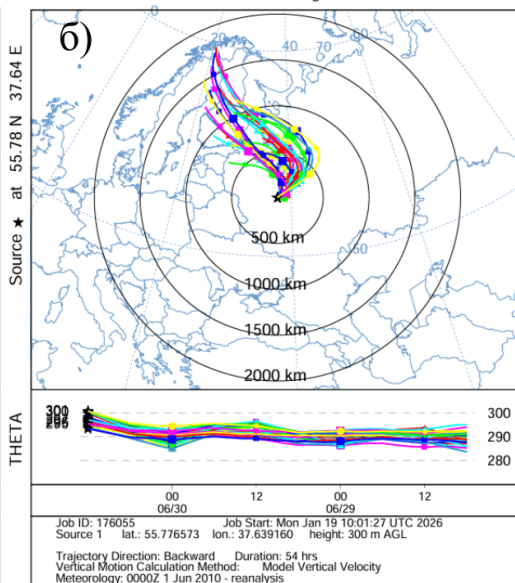 б)
0
40
70
Source ★ at 55.78 N 37.64 E
500 km
1000 km
1500 km
2000 km
THETA
300
300
290
280
00
12
00
12
06/30
06/29
Job ID: 176055 Job Start: Mon Jan 19 10:01:27 UTC 2026
Source 1 lat.: 55.776573 lon.: 37.639160 height: 300 m AGL
Trajectory Direction: Backward Duration: 54 hrs
Vertical Motion Calculation Method: Model Vertical Velocity
Meteorology: 0000Z 1 Jun 2010 - reanalysis